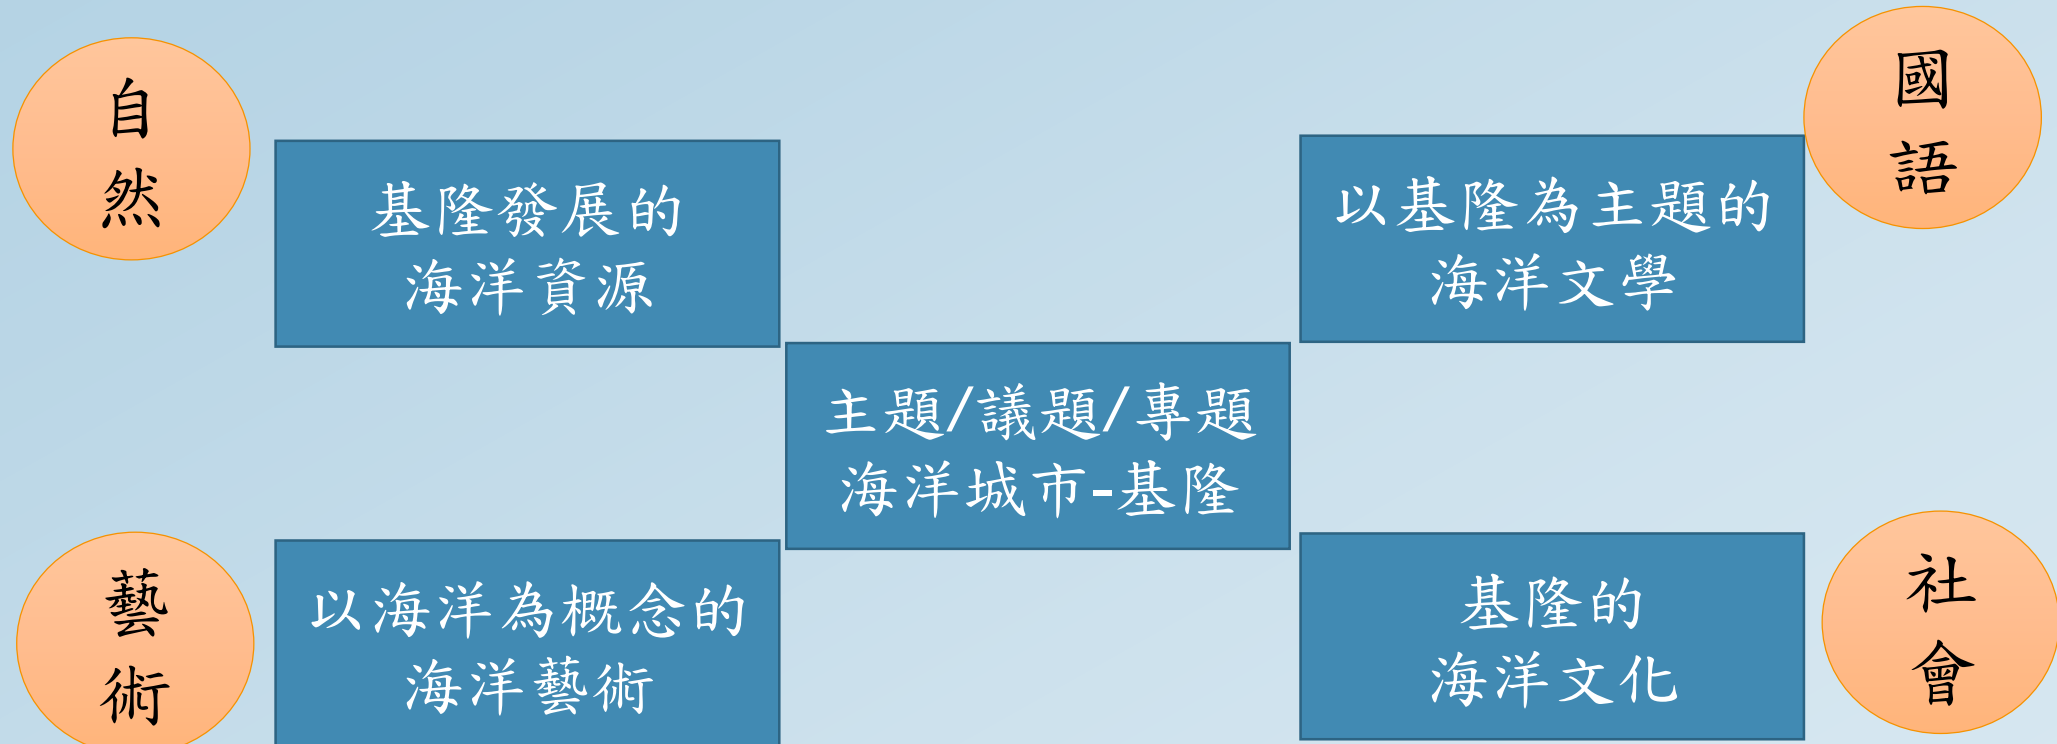 自
然
基隆發展的
海洋資源
國
語
以基隆為主題的
海洋文學
主題/議題/專題
海洋城市-基隆
藝
術
以海洋為概念的
海洋藝術
社
會
基隆的
海洋文化